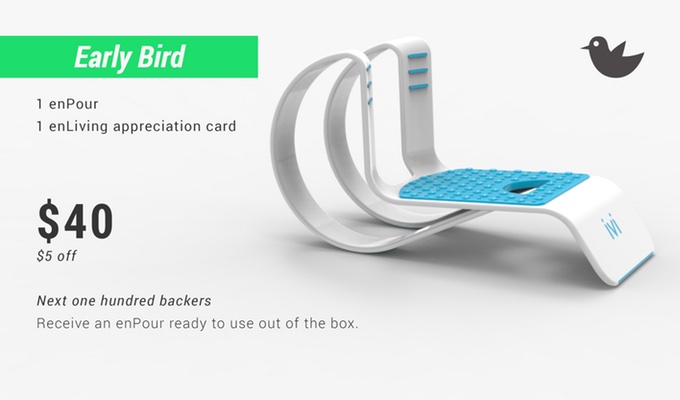 Early Bird
1 enPour
1 enLiving appreciation card
$40
$5 off
Next one hundred backers
Receive an enPour ready to use out of the box.
ivi